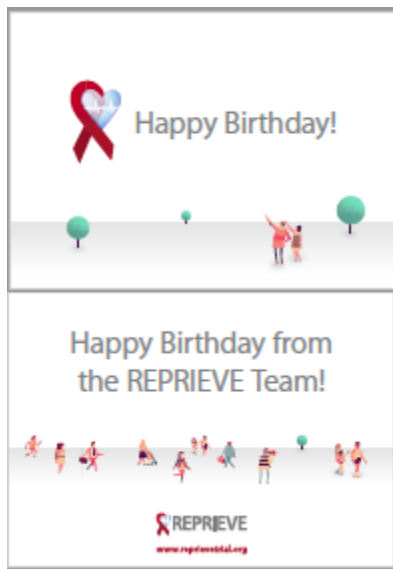 Happy Birthday!
Happy Birthday from
the REPRIEVE Team!
REPRIEVE
www.reprievetrial.org